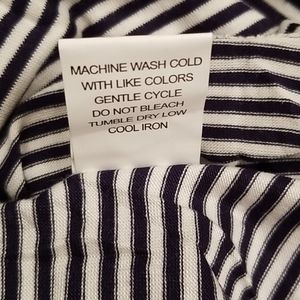 MACHINE WASH COLD
WITH LIKE COLORS
GENTLE CYCLE
DO NOT BLEACH
TUMBLE DRY LOW
COOL IRON